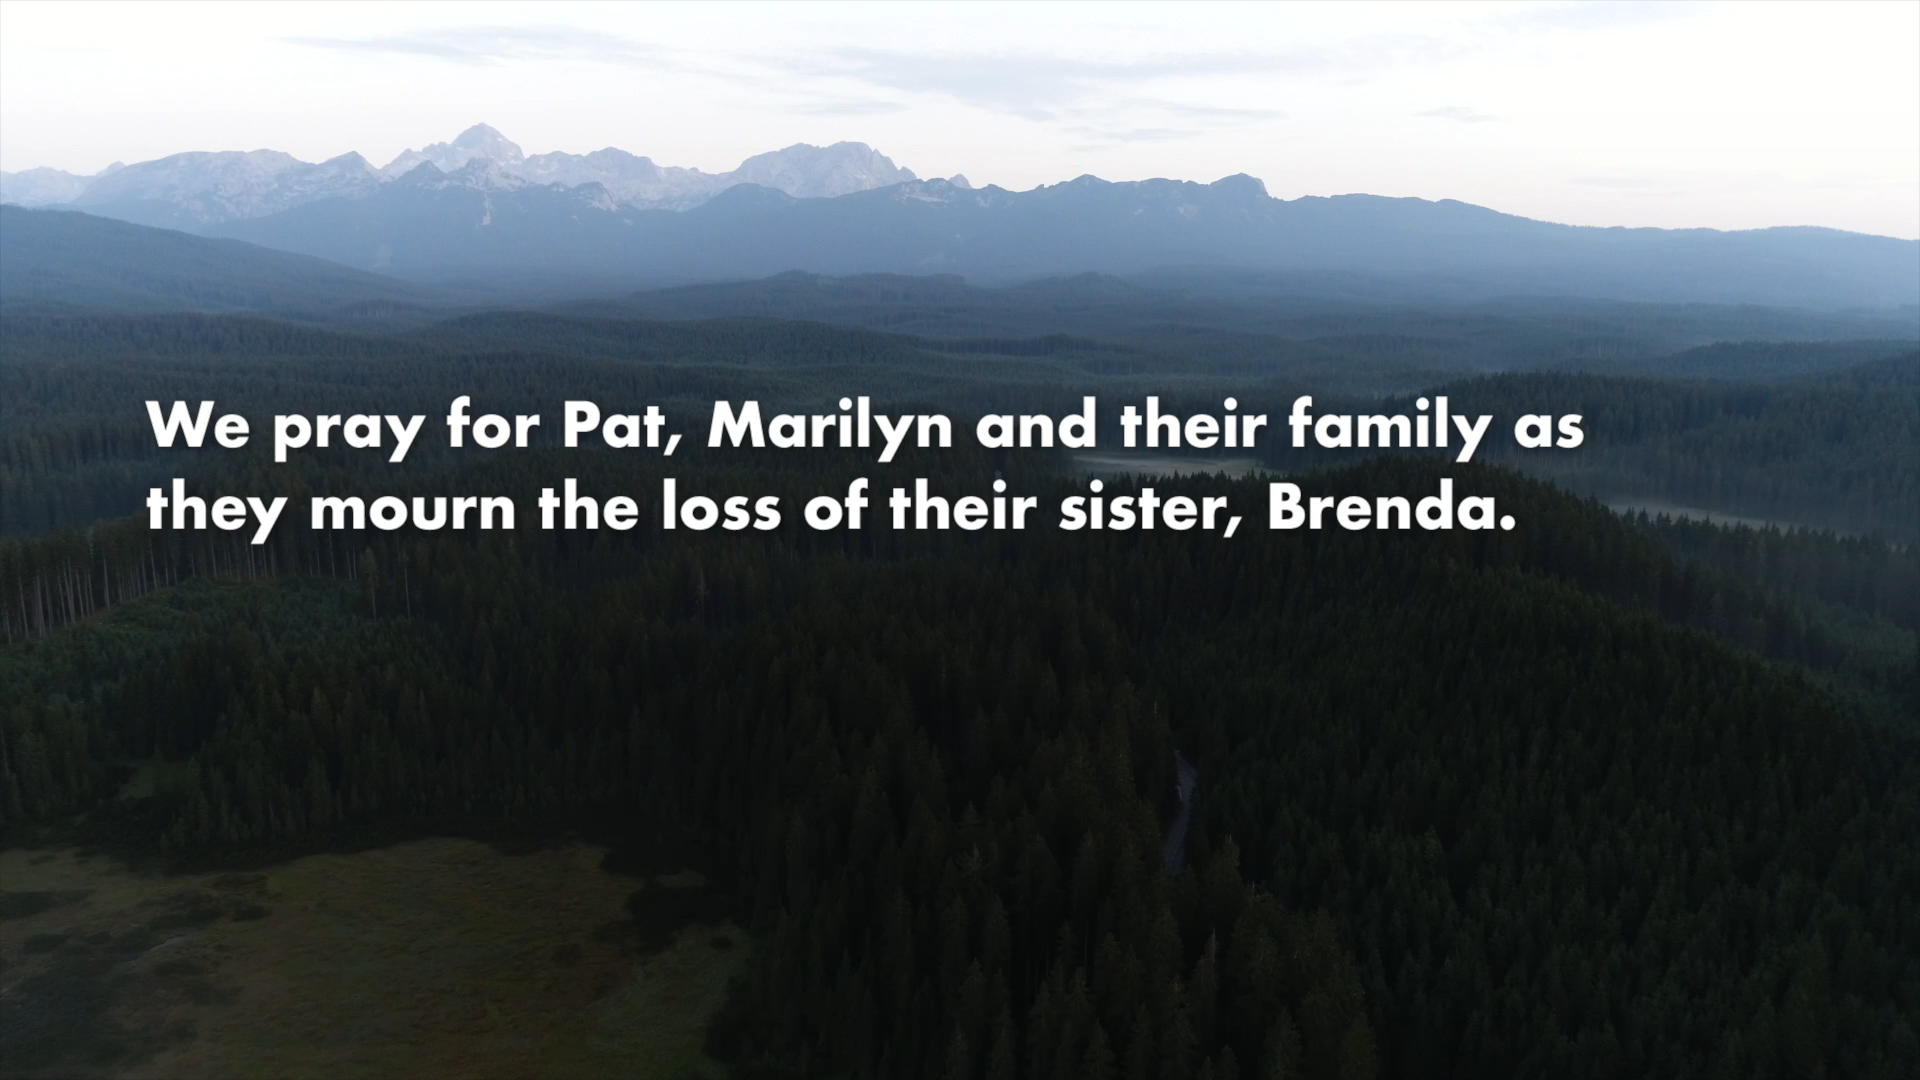 We pray for Pat, Marilyn and their family as
they mourn the loss of their sister, Brenda.